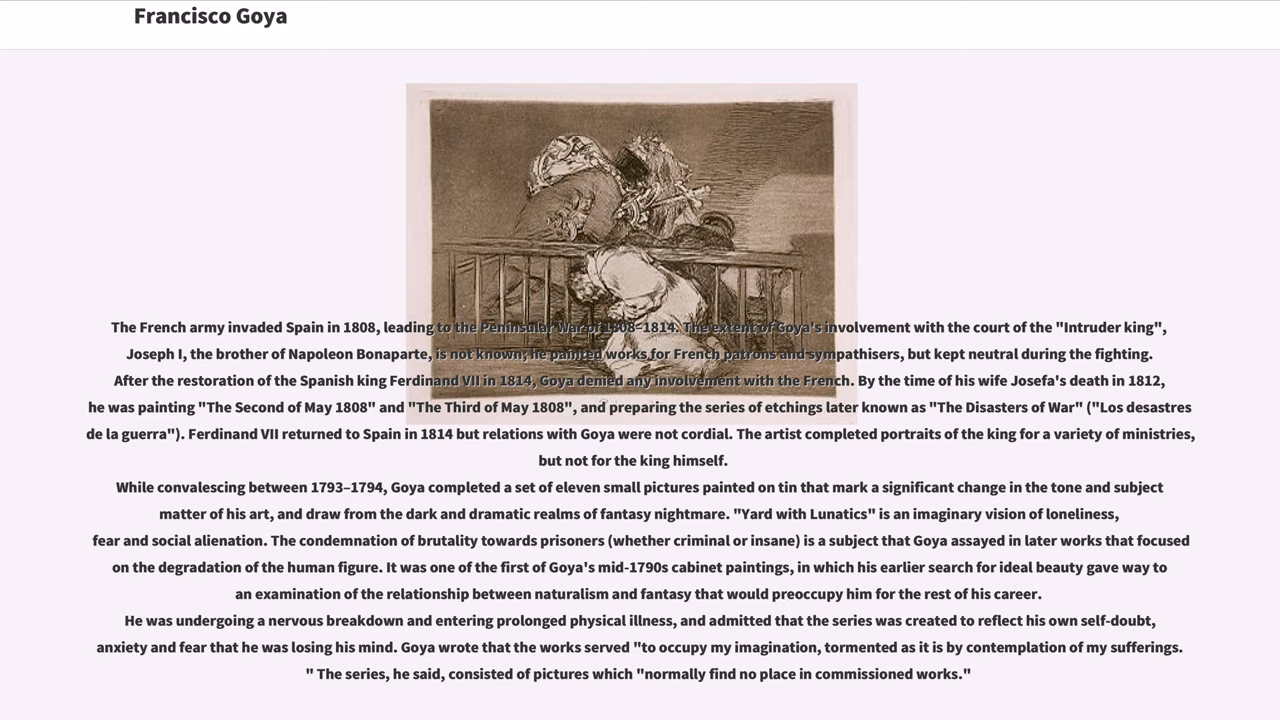 Francisco Goya
The French army invaded Spain in 1808, leading to the Peninsular War of 1808–1814. The extent of Goya's involvement with the court of the "Intruder king",
Joseph I, the brother of Napoleon Bonaparte, is not known; he painted works for French patrons and sympathisers, but kept neutral during the fighting.
After the restoration of the Spanish king Ferdinand VII in 1814, Goya denied any involvement with the French. By the time of his wife Josefa's death in 1812,
he was painting "The Second of May 1808" and "The Third of May 1808", and preparing the series of etchings later known as "The Disasters of War" ("Los desastres
de la guerra"). Ferdinand VII returned to Spain in 1814 but relations with Goya were not cordial. The artist completed portraits of the king for a variety of ministries,
but not for the king himself.
While convalescing between 1793–1794, Goya completed a set of eleven small pictures painted on tin that mark a significant change in the tone and subject
matter of his art, and draw from the dark and dramatic realms of fantasy nightmare. "Yard with Lunatics" is an imaginary vision of loneliness,
fear and social alienation. The condemnation of brutality towards prisoners (whether criminal or insane) is a subject that Goya assayed in later works that focused
on the degradation of the human figure. It was one of the first of Goya's mid-1790s cabinet paintings, in which his earlier search for ideal beauty gave way to
an examination of the relationship between naturalism and fantasy that would preoccupy him for the rest of his career.
He was undergoing a nervous breakdown and entering prolonged physical illness, and admitted that the series was created to reflect his own self-doubt,
anxiety and fear that he was losing his mind. Goya wrote that the works served "to occupy my imagination, tormented as it is by contemplation of my sufferings.
" The series, he said, consisted of pictures which "normally find no place in commissioned works."